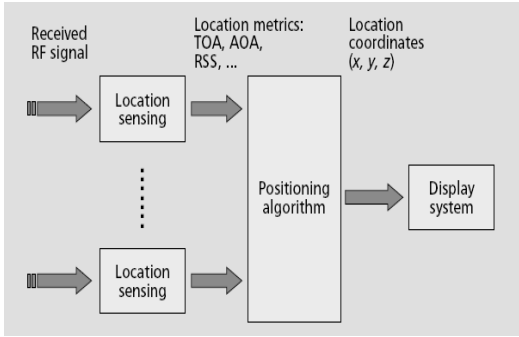 Received
RF signal
Location metrics:
TOA, AOA,
RSS, ...
Location
coordinates
(x, y, z)
Location
sensing
Positioning
algorithm
Display
system
Location
sensing